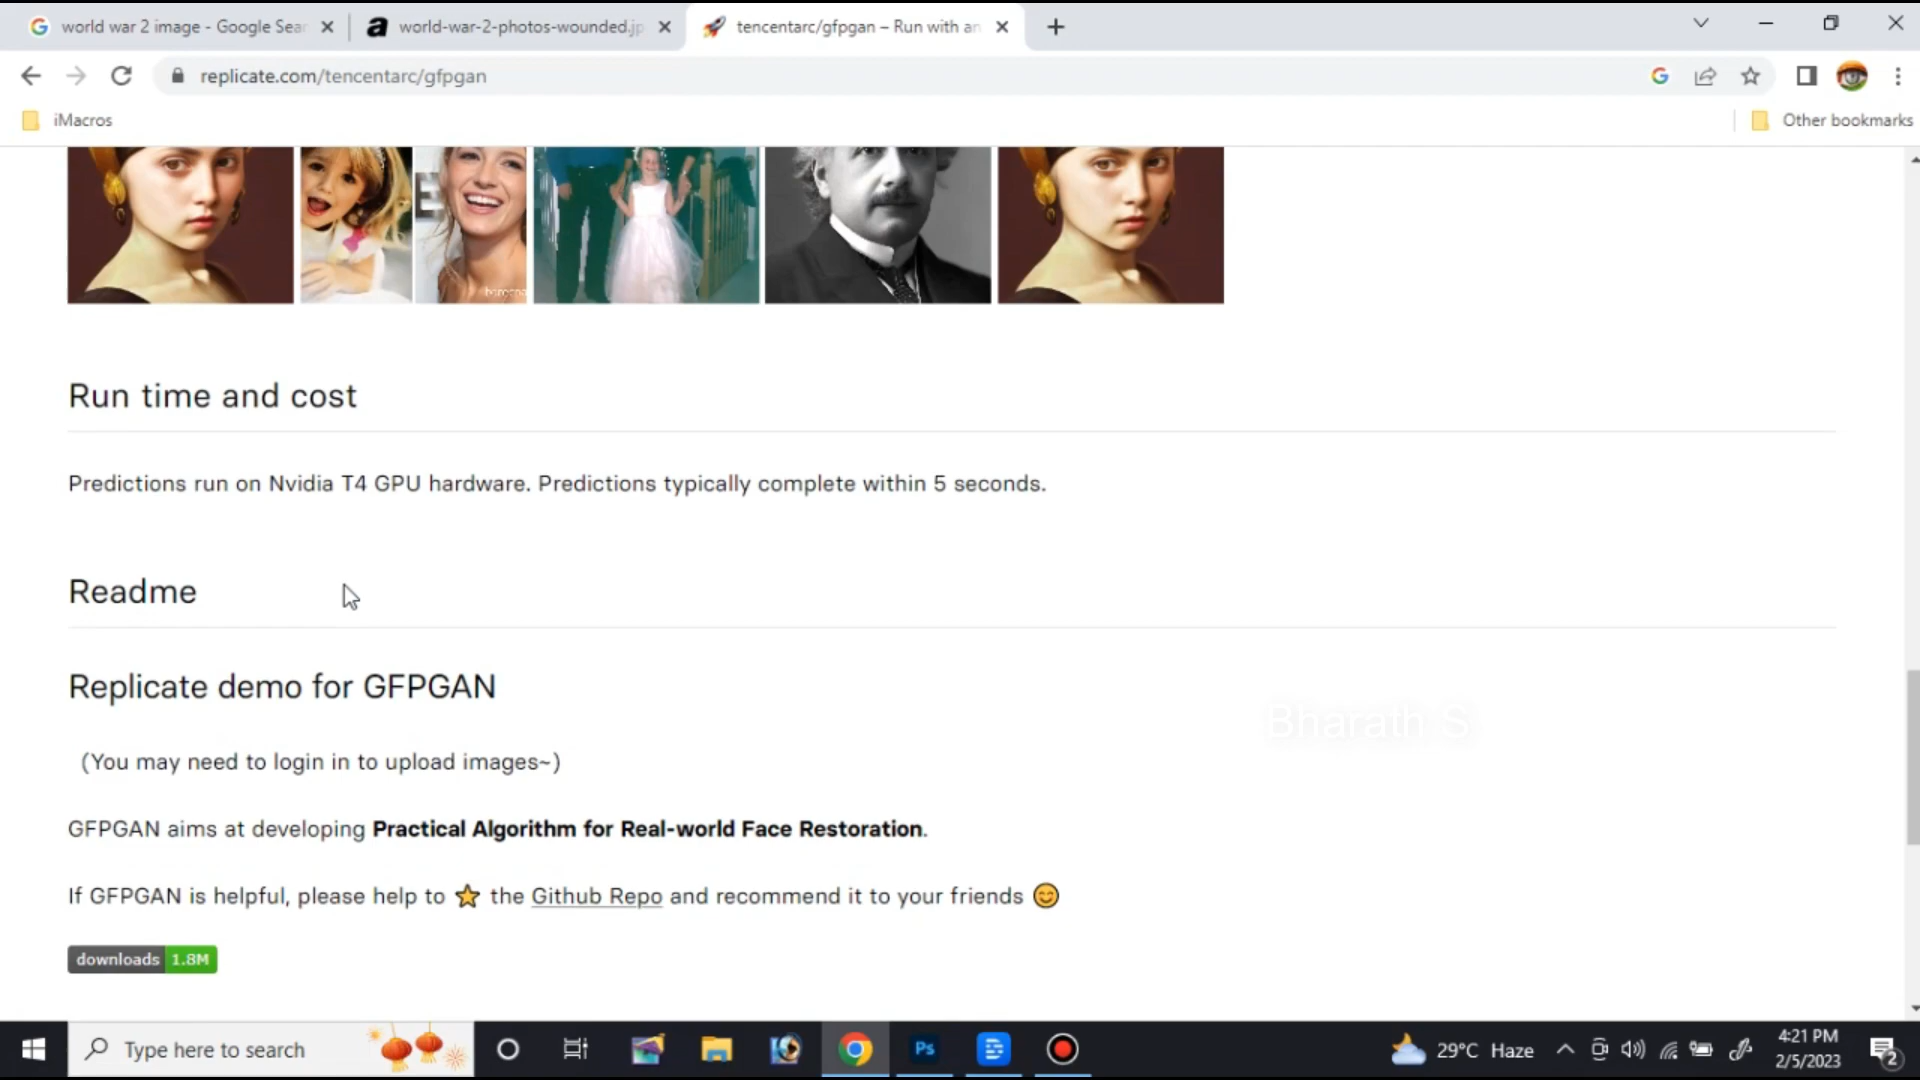 world war 2 image - Google Sear
world-war-2-photos-wounded.jp
tencentarc/gfpgan – Run with an
replicate.com/tencentarc/gfpgan
iMacros
Other bookmarks
Run time and cost
Predictions run on Nvidia T4 GPU hardware. Predictions typically complete within 5 seconds.
Readme
Replicate demo for GFPGAN
Bharath S
(You may need to login in to upload images~)
GFPGAN aims at developing Practical Algorithm for Real-world Face Restoration.
If GFPGAN is helpful, please help to ⭐ the Github Repo and recommend it to your friends 😊
downloads 1.8M
Type here to search
Ps
29°C Haze
4:21 PM
2/5/2023
2